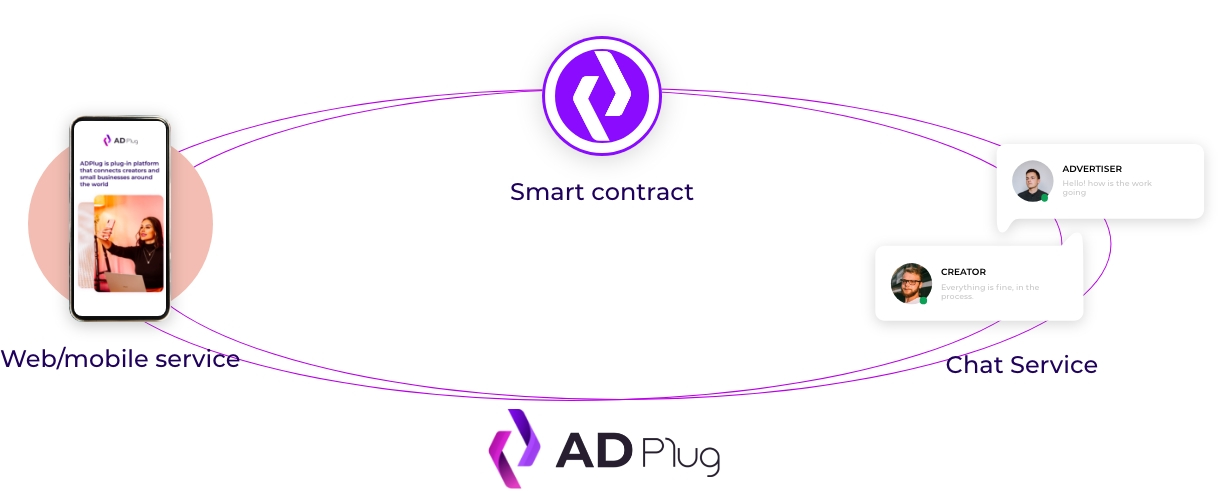 AD Plug
ADPlug is plug-in platform
that connects creators and
small businesses around
the world
Smart contract
ADVERTISER
Hello! how is the work
going
CREATOR
Everything is fine, in the
process.
Web/mobile service
Chat Service
AD Plug